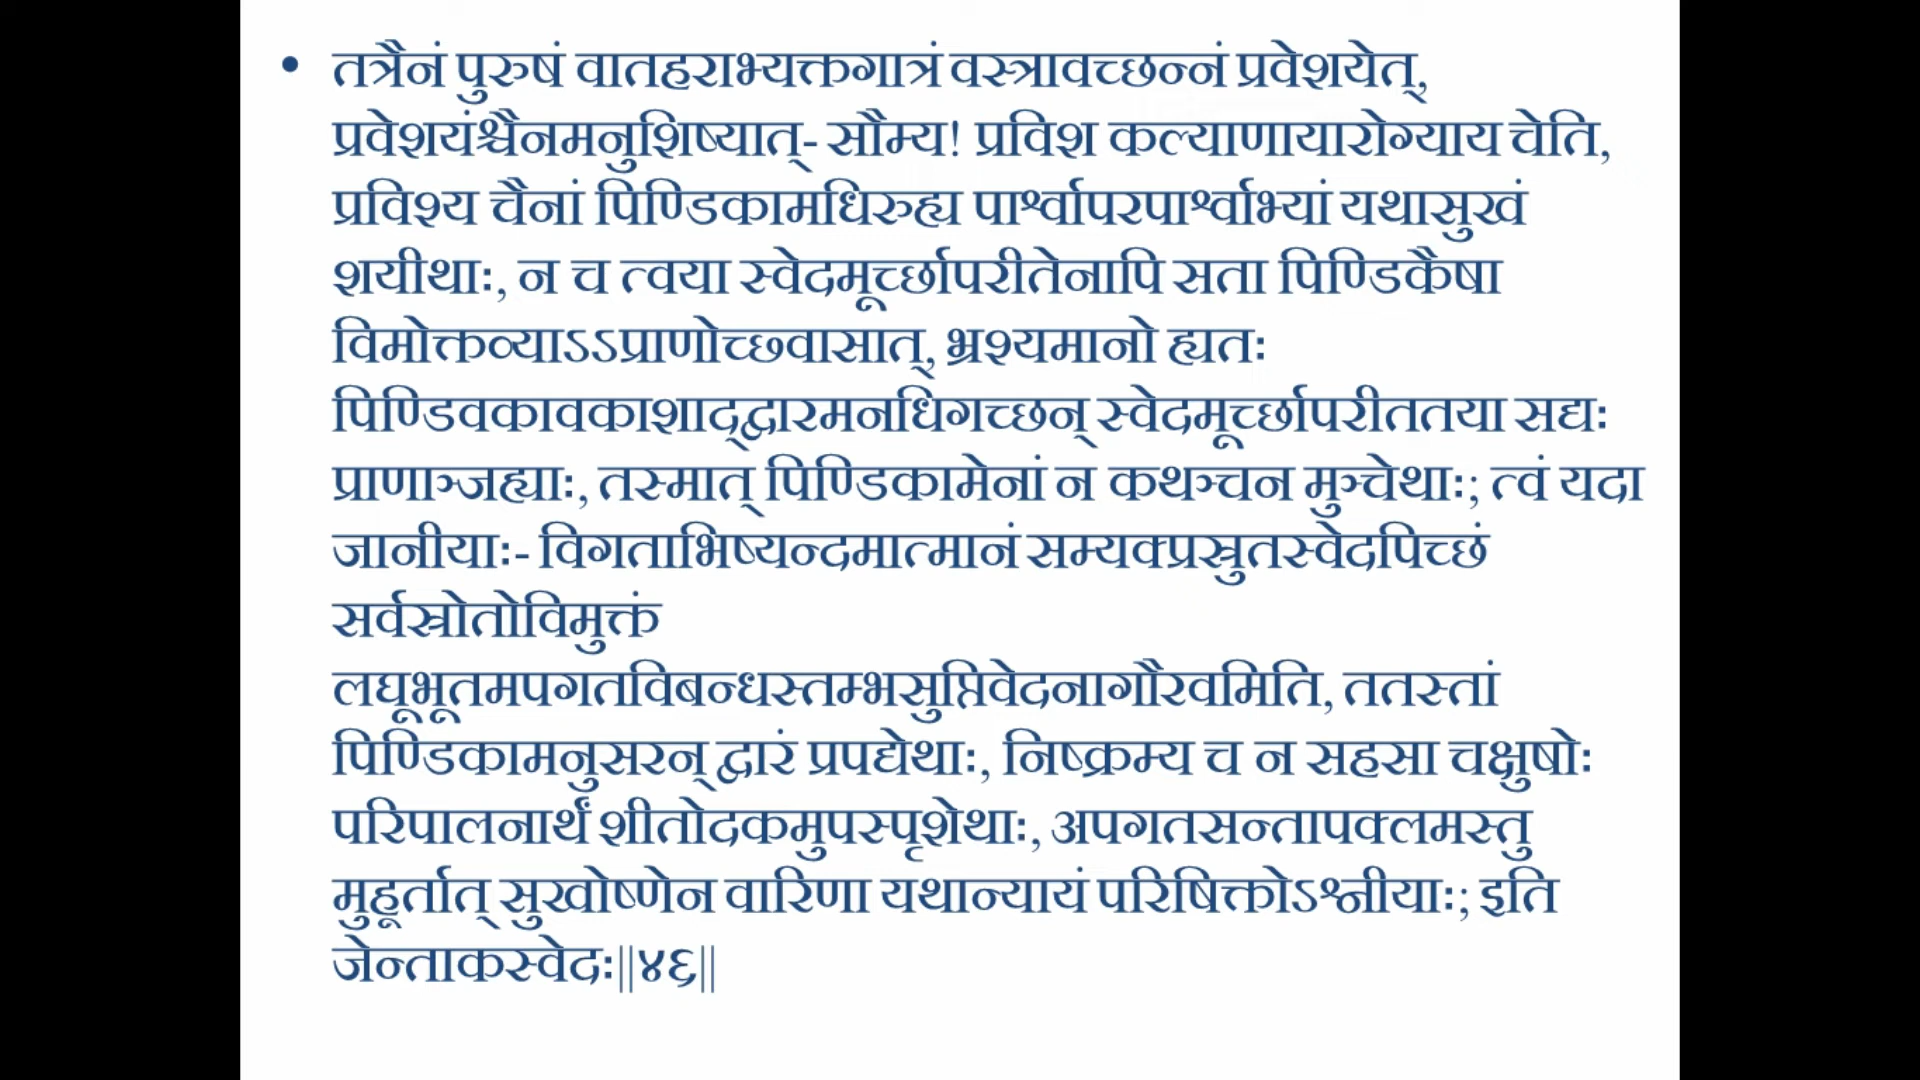 • तत्रैनं पुरुषं वातहराभ्यक्तगात्रं वस्त्रावच्छन्नं प्रवेशयेत्,
प्रवेशयंश्चैनमनुशिष्यात्- सौम्य! प्रविश कल्याणायारोग्याय चेति,
प्रविश्य चैनां पिण्डिकामधिरुह्य पार्श्वापरपार्श्वाभ्यां यथासुखं
शयीथाः, न च त्वया स्वेदमूर्च्छापरीतेनापि सता पिण्डिकैषा
विमोक्तव्याऽऽप्राणोच्छ्वासात्, भ्रश्यमानो ह्यतः
पिण्डिवकावकाशाद्द्वारमनधिगच्छन् स्वेदमूर्च्छापरीततया सद्यः
प्राणाञ्जह्याः, तस्मात् पिण्डिकामेनां न कथञ्चन मुञ्चेथाः; त्वं यदा
जानीयाः- विगताभिष्यन्दमात्मानं सम्यक्प्रस्रुतस्वेदपिच्छं
सर्वस्रोतोविमुक्तं
लघूभूतमपगतविबन्धस्तम्भसुप्तिवेदनागौरवमिति, ततस्तां
पिण्डिकामनुसरन् द्वारं प्रपद्येथाः, निष्क्रम्य च न सहसा चक्षुषोः
परिपालनार्थं शीतोदकमुपस्पृशेथाः, अपगतसन्तापक्लमस्तु
मुहूर्तात् सुखोष्णेन वारिणा यथान्यायं परिषिक्तोऽश्नीयाः; इति
जेन्ताकस्वेदः||४६||